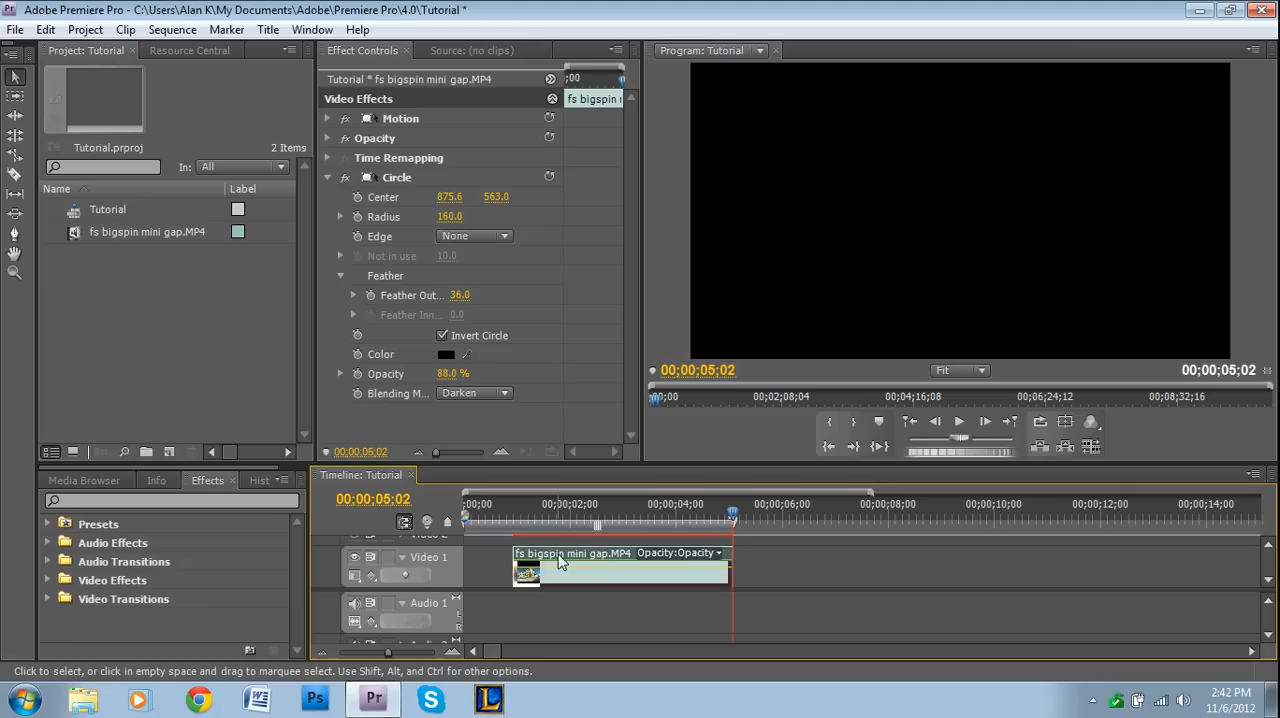 Adobe Premiere Pro - C:\Users\Alan K\My Documents\Adobe\Premiere Pro\4.0\Tutorial *
File Edit Project Clip Sequence Marker Title Window Help
Project: Tutorial
Resource Central
Tutorial.prproj
2 Items
In: All
Name
Label
Tutorial
fs bigspin mini gap.MP4
Effect Controls
Source: (no clips)
Tutorial * fs bigspin mini gap.MP4
;00
Video Effects
fs bigspin
Motion
Opacity
Time Remapping
Circle
Center 875.6 563.0
Radius 160.0
Edge None
Not in use 10.0
Feather
Feather Out... 36.0
Feather Inn... 0.0
Invert Circle
Color
Opacity 88.0 %
Blending M... Darken
00;00;05;02
Program: Tutorial
00;00;05;02
Fit
00;00;05;02
;00;00 00;02;08;04 00;04;16;08 00;06;24;12 00;08;32;16
Media Browser Info Effects Hist
Presets
Audio Effects
Audio Transitions
Video Effects
Video Transitions
Timeline: Tutorial
00;00;05;02
;00;00 00;00;02;00 00;00;04;00 00;00;06;00 00;00;08;00 00;00;10;00 00;00;12;00 00;00;14;00
Video 1
fs bigspin mini gap.MP4 Opacity:Opacity
Audio 1
L
R
Click to select, or click in empty space and drag to marquee select. Use Shift, Alt, and Ctrl for other options.
W Ps Pr S L
2:42 PM
11/6/2012